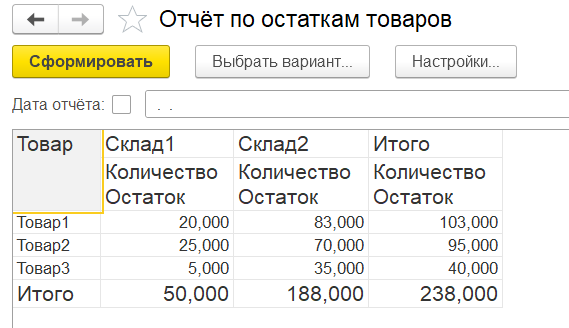 Отчёт по остаткам товаров
Сформировать Выбрать вариант... Настройки...
Дата отчёта: . .
Товар Склад1 Склад2 Итого
Количество Остаток Количество Остаток Количество Остаток
Товар1 20,000 83,000 103,000
Товар2 25,000 70,000 95,000
Товар3 5,000 35,000 40,000
Итого 50,000 188,000 238,000